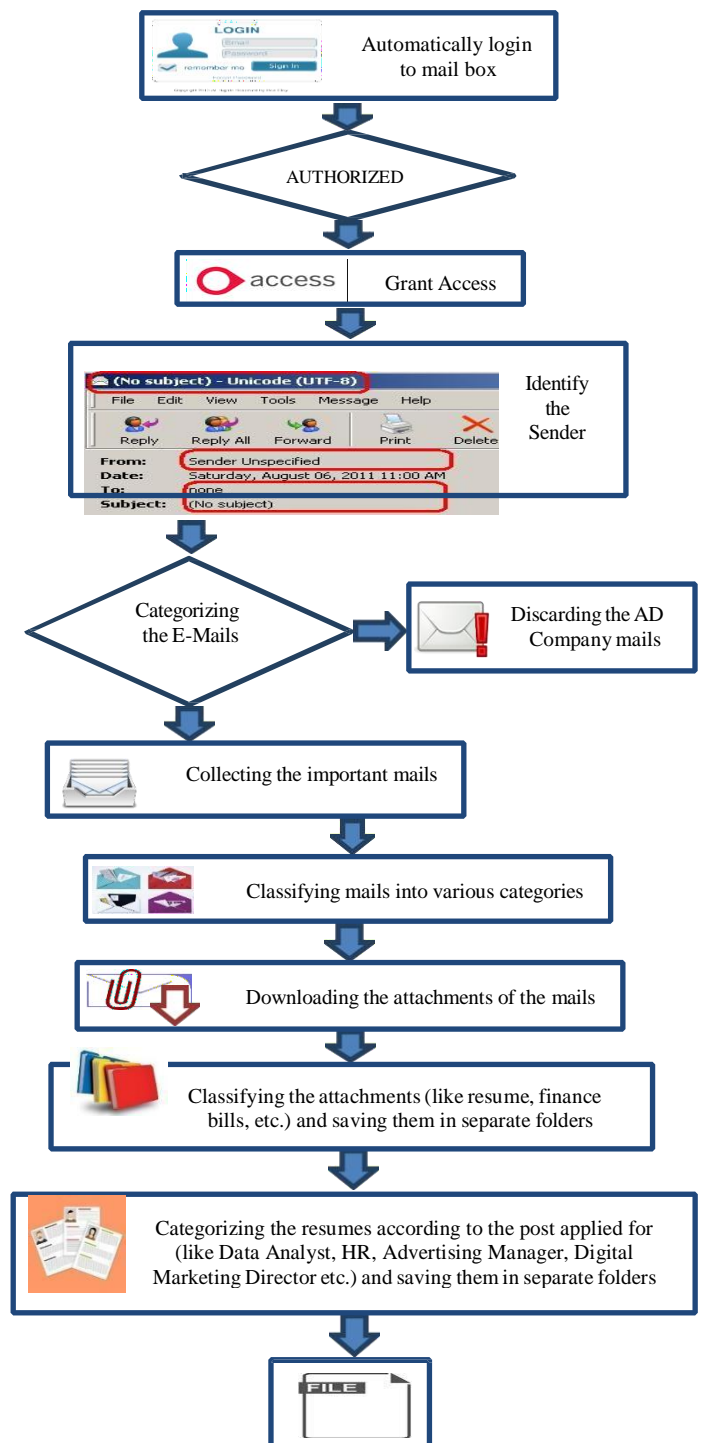 LOGIN
Email
Password
remember me
Sign In
Automatically login
to mail box
AUTHORIZED
access
Grant Access
(No subject) - Unicode (UTF-8)
File Edit View Tools Message Help
Reply Reply All Forward Print Delete
From: Sender Unspecified
Date: Saturday, August 06, 2011 11:00 AM
To: none
Subject: (No subject)
Identify
the
Sender
Categorizing
the E-Mails
Discarding the AD
Company mails
Collecting the important mails
Classifying mails into various categories
Downloading the attachments of the mails
Classifying the attachments (like resume, finance
bills, etc.) and saving them in separate folders
Categorizing the resumes according to the post applied for
(like Data Analyst, HR, Advertising Manager, Digital
Marketing Director etc.) and saving them in separate folders
FILE